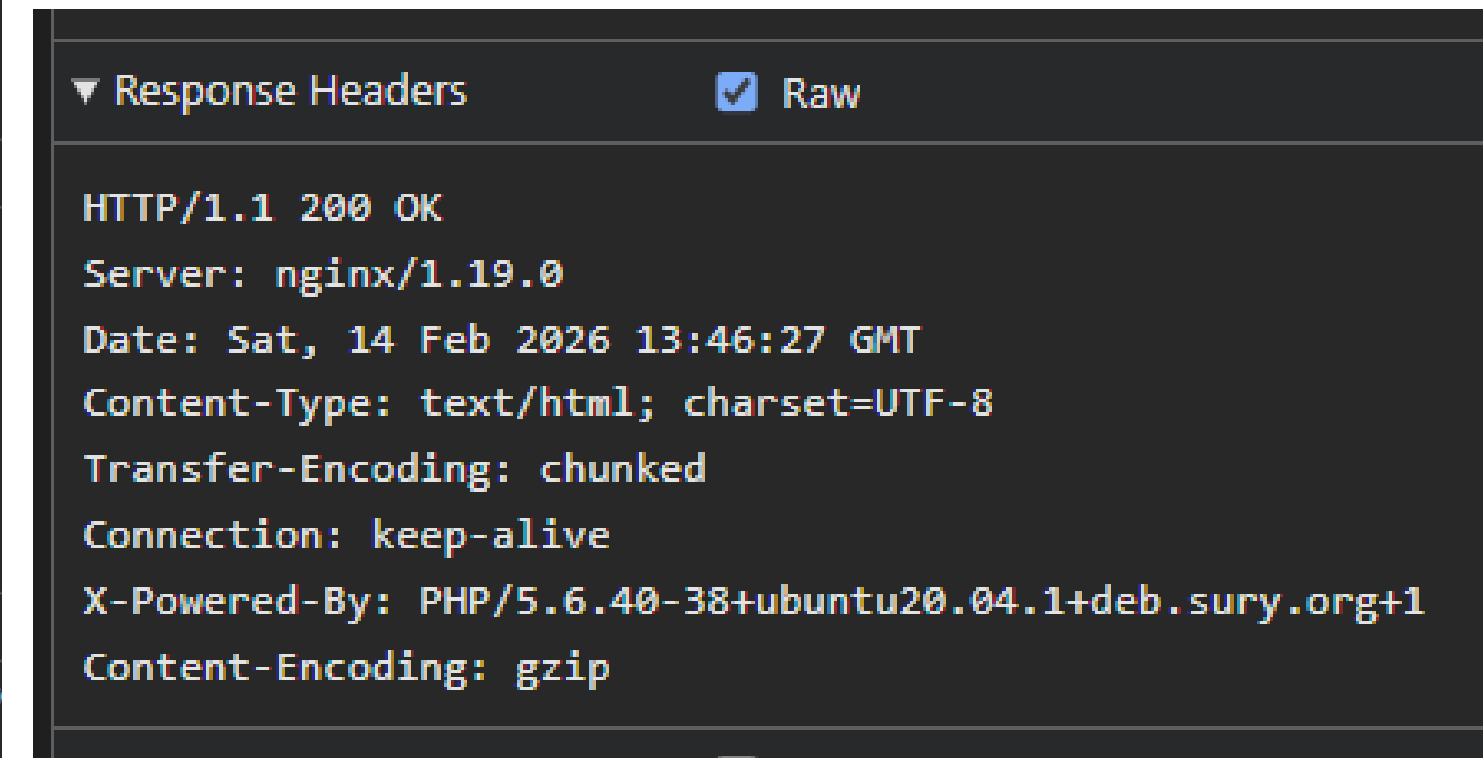 Response Headers
Raw
HTTP/1.1 200 OK
Server: nginx/1.19.0
Date: Sat, 14 Feb 2026 13:46:27 GMT
Content-Type: text/html; charset=UTF-8
Transfer-Encoding: chunked
Connection: keep-alive
X-Powered-By: PHP/5.6.40-38+ubuntu20.04.1+deb.sury.org+1
Content-Encoding: gzip